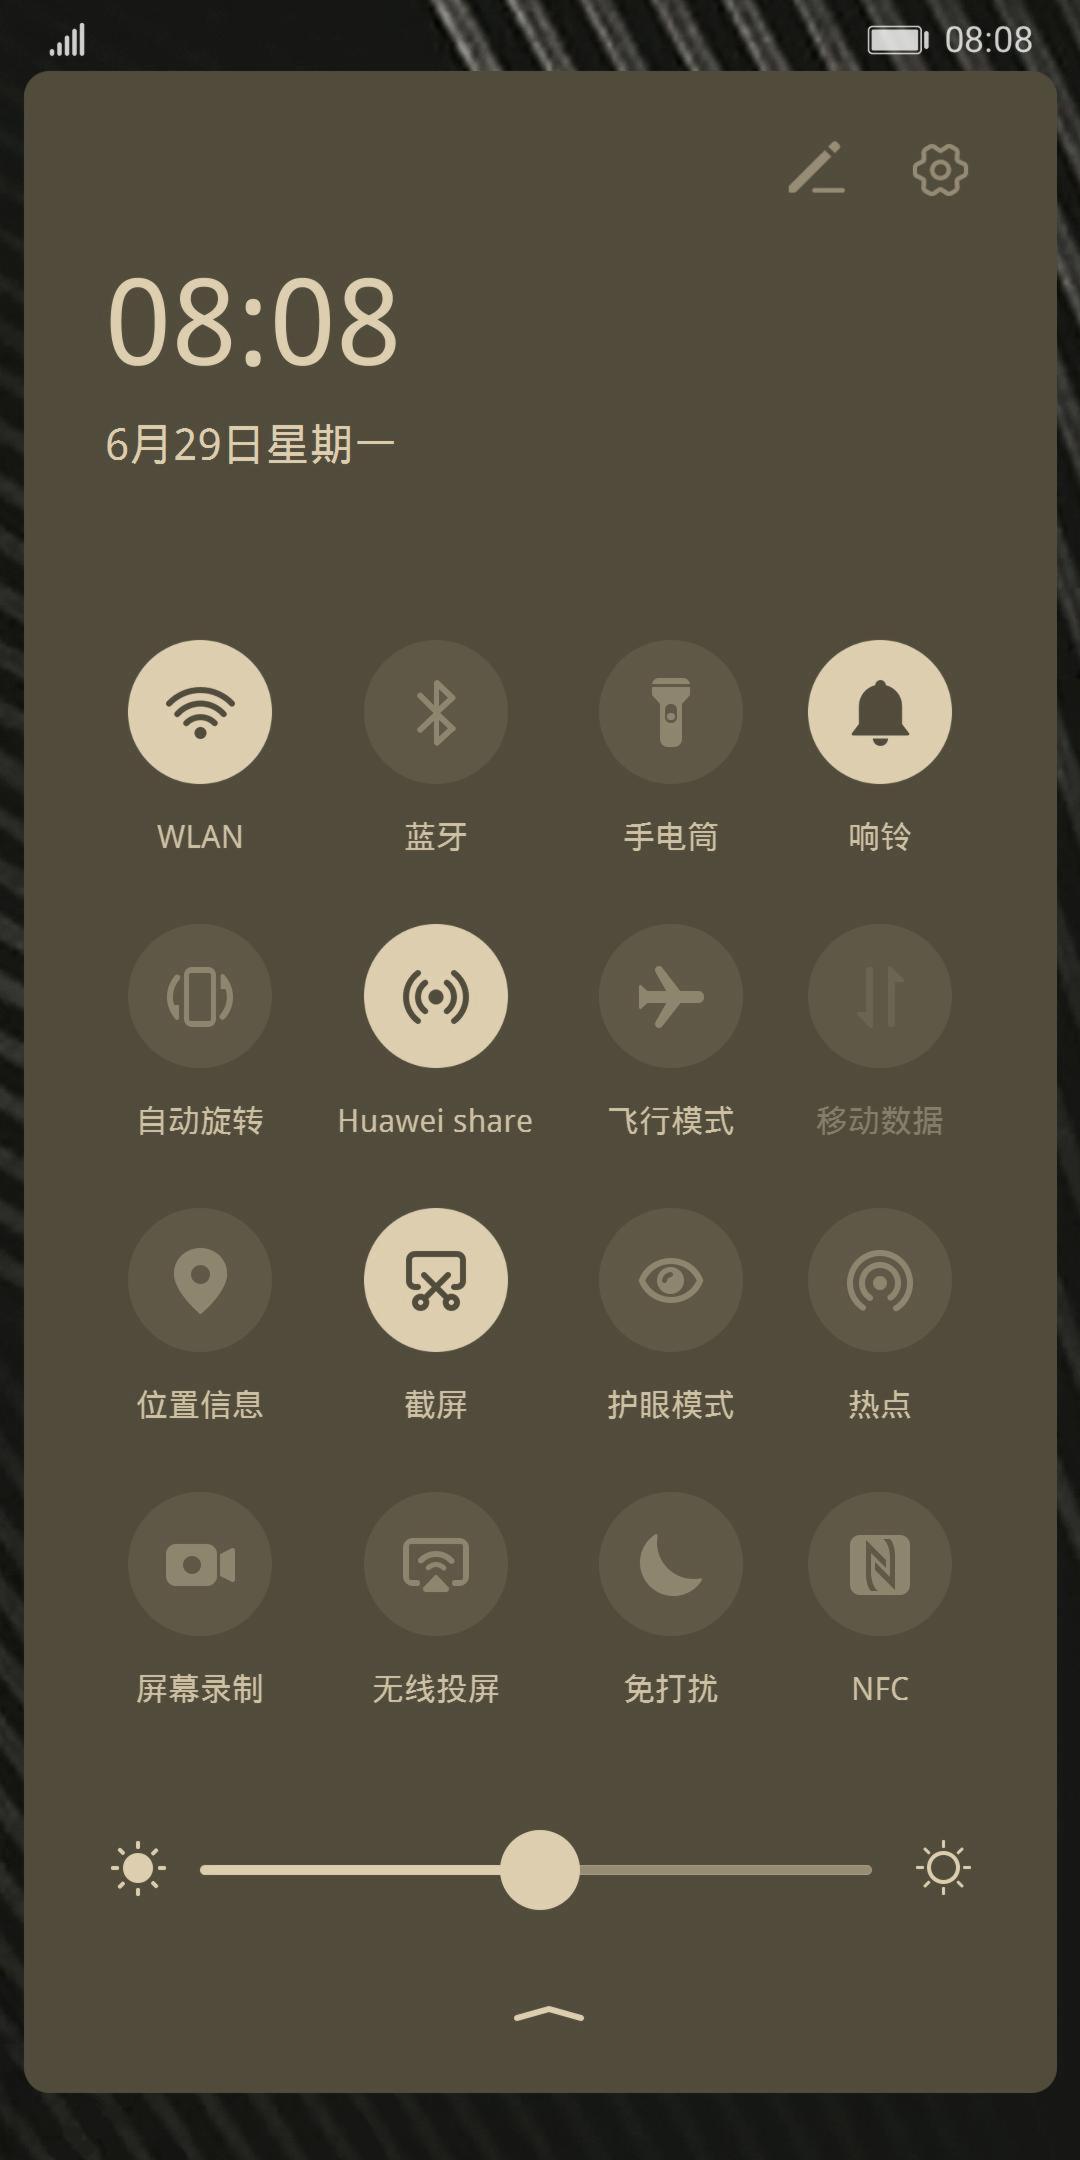 08:08
08:08
6月29日星期一
WLAN 蓝牙 手电筒 响铃
自动旋转 Huawei share 飞行模式 移动数据
位置信息 截屏 护眼模式 热点
屏幕录制 无线投屏 免打扰 NFC